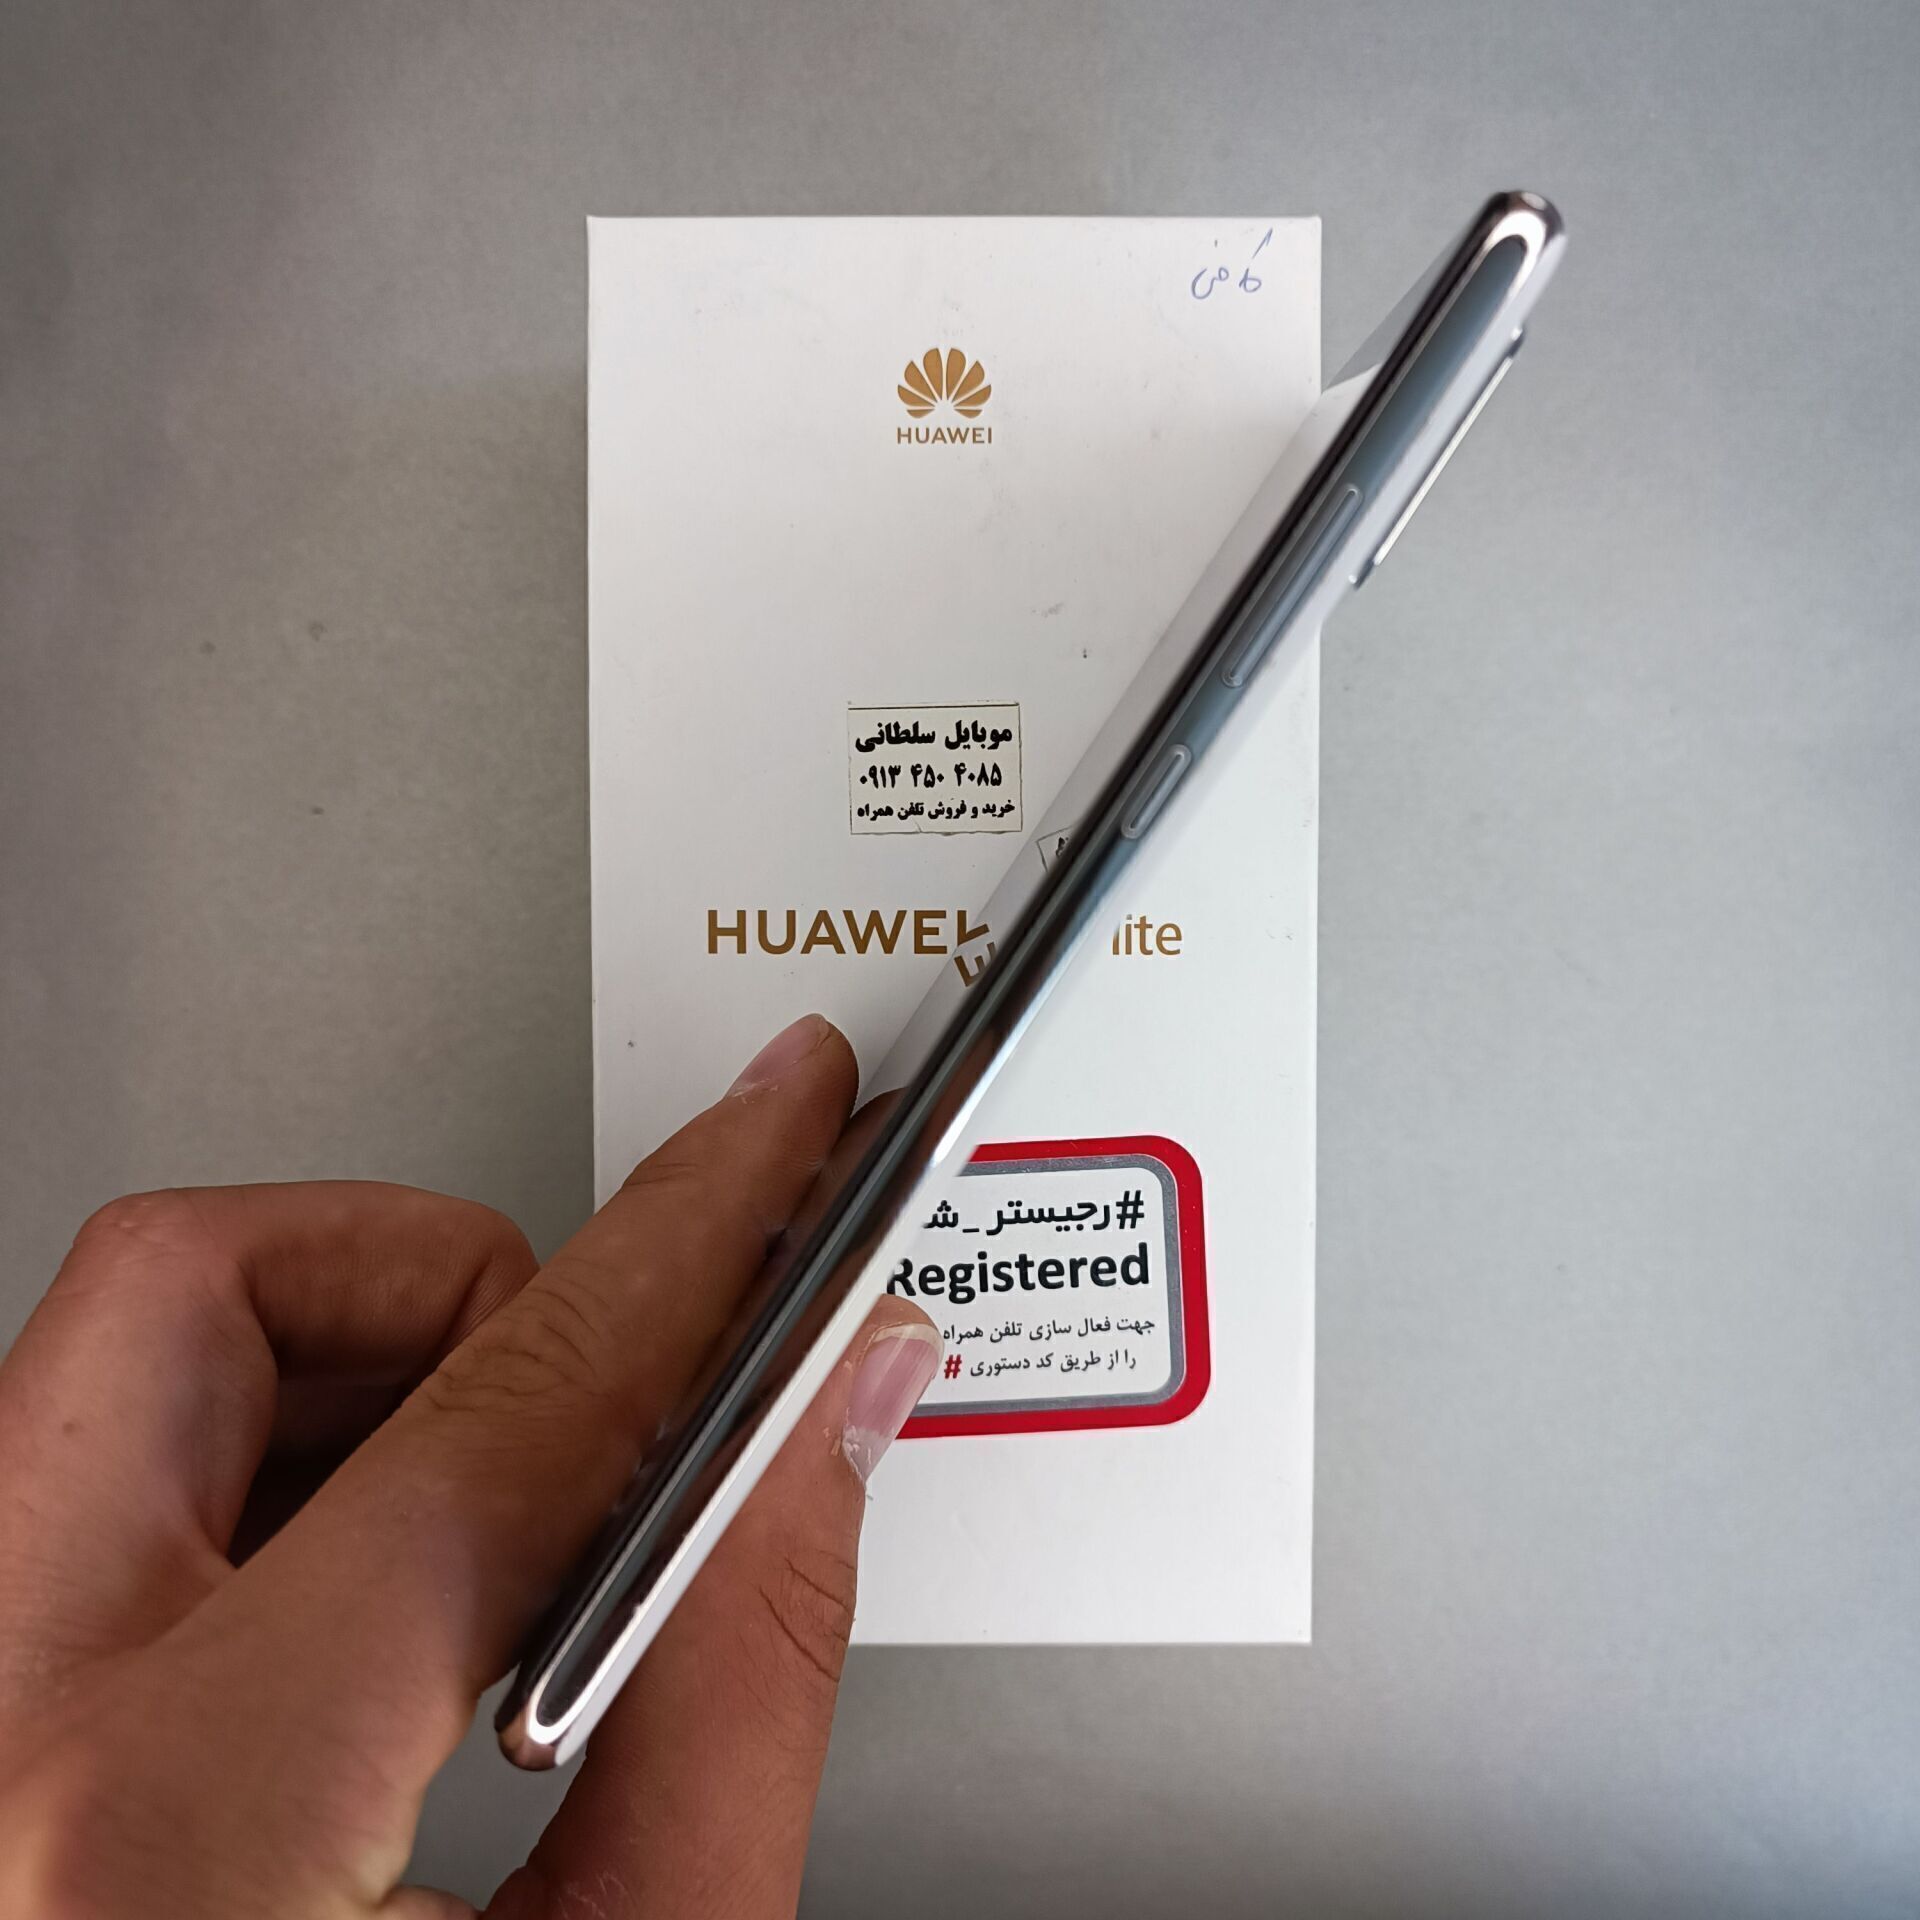 HUAWEI
موبایل سلطانی
۰۹۱۳ ۴۵۰ ۴۰۸۵
خرید و فروش تلفن همراه
HUAWEI lite
#رجیستر_ش
Registered
جهت فعال سازی تلفن همراه
را از طریق کد دستوری #